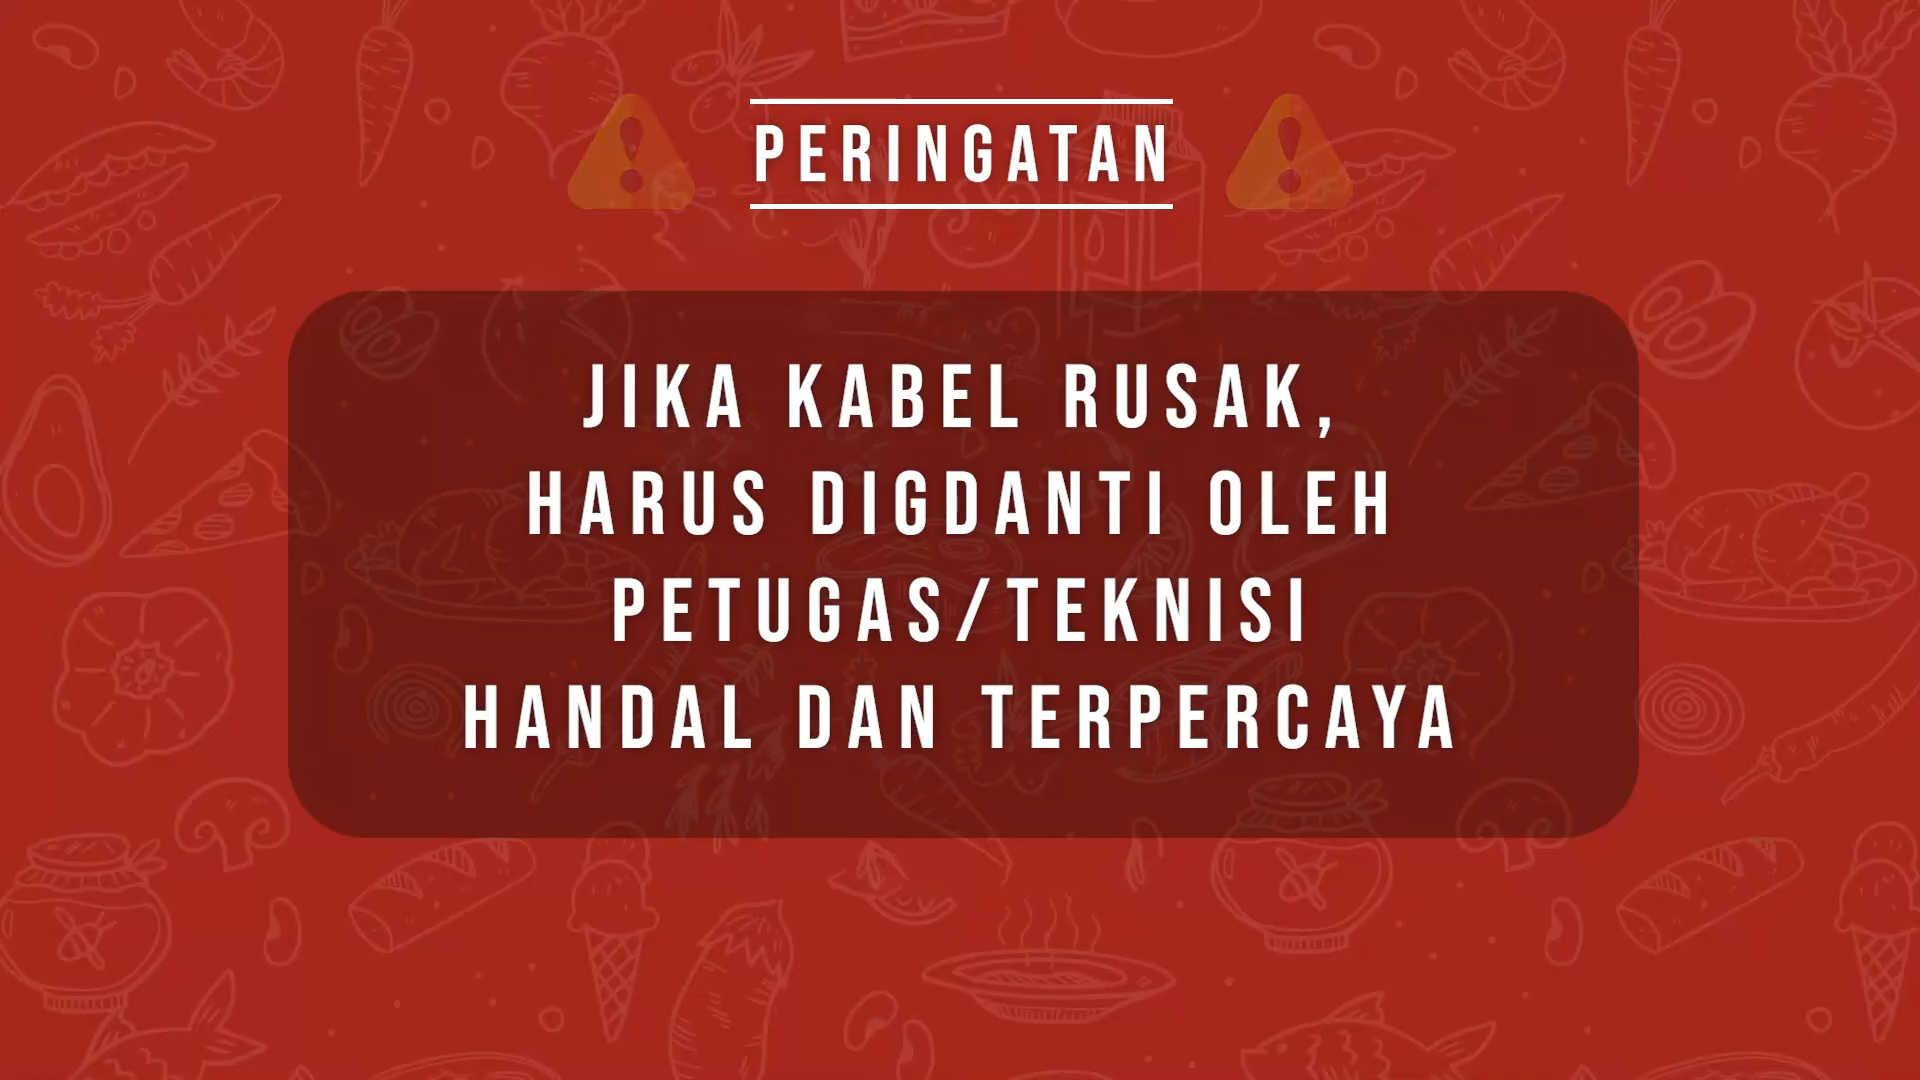 PERINGATAN
JIKA KABEL RUSAK,
HARUS DIGDANTI OLEH
PETUGAS/TEKNISI
HANDAL DAN TERPERCAYA